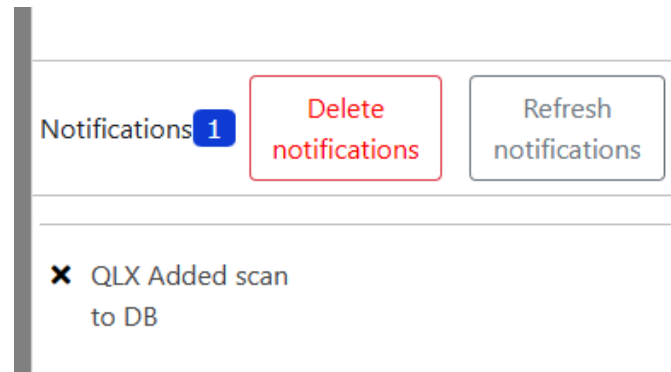 Notifications 1
Delete
notifications
Refresh
notifications
QLX Added scan
to DB